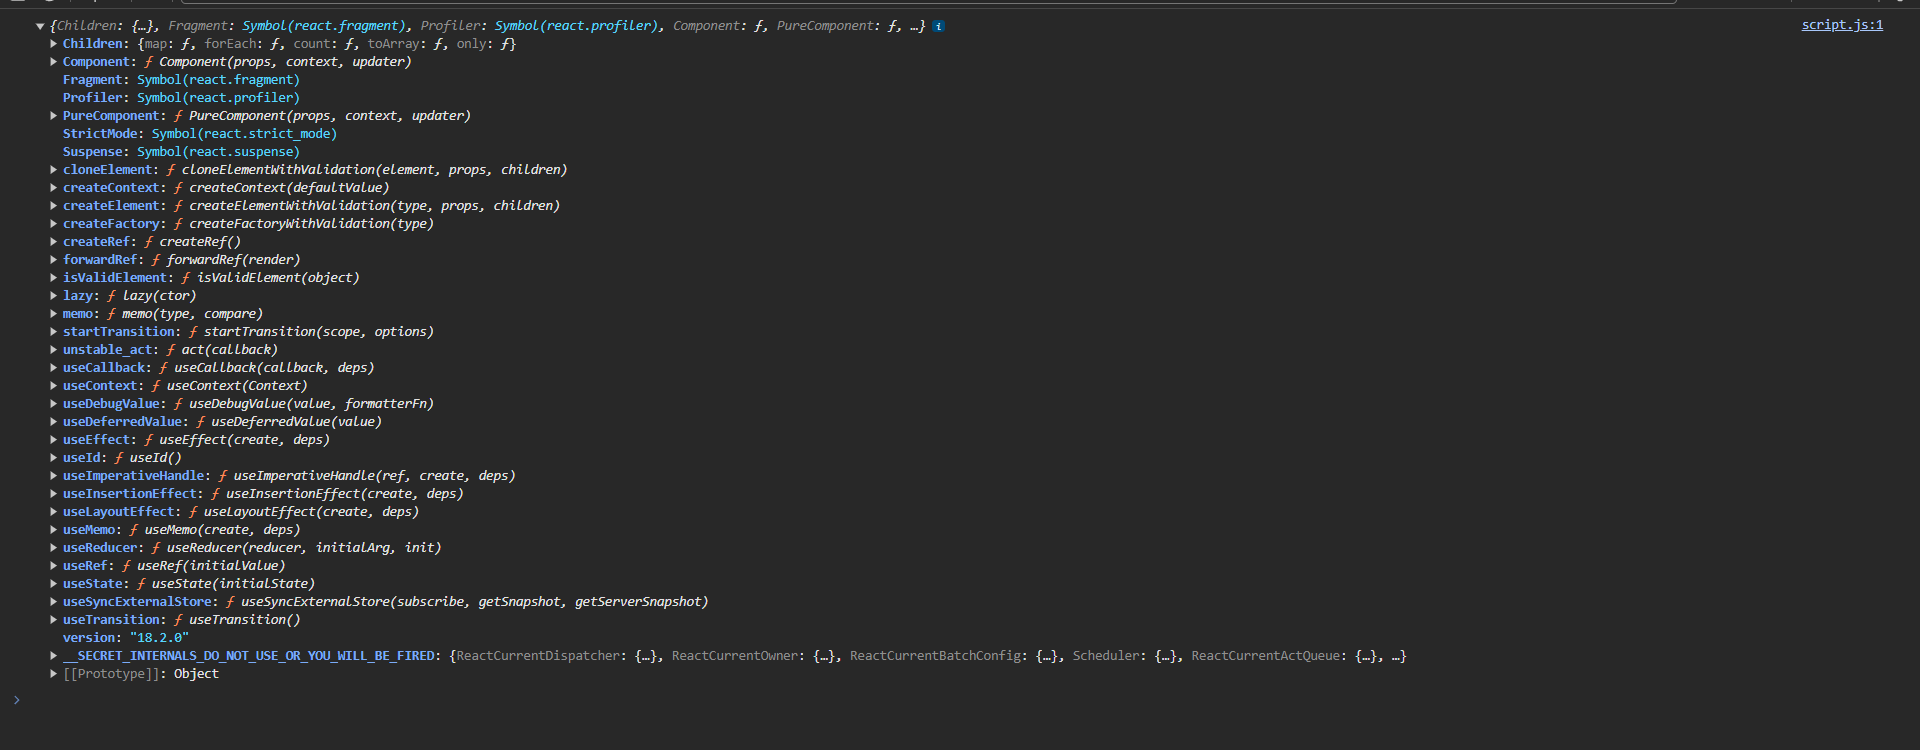 {Children: {…}, Fragment: Symbol(react.fragment), Profiler: Symbol(react.profiler), Component: ƒ, PureComponent: ƒ, …} i script.js:1
Children: {map: ƒ, forEach: ƒ, count: ƒ, toArray: ƒ, only: ƒ}
Component: ƒ Component(props, context, updater)
Fragment: Symbol(react.fragment)
Profiler: Symbol(react.profiler)
PureComponent: ƒ PureComponent(props, context, updater)
StrictMode: Symbol(react.strict_mode)
Suspense: Symbol(react.suspense)
cloneElement: ƒ cloneElementWithValidation(element, props, children)
createContext: ƒ createContext(defaultValue)
createElement: ƒ createElementWithValidation(type, props, children)
createFactory: ƒ createFactoryWithValidation(type)
createRef: ƒ createRef()
forwardRef: ƒ forwardRef(render)
isValidElement: ƒ isValidElement(object)
lazy: ƒ lazy(ctor)
memo: ƒ memo(type, compare)
startTransition: ƒ startTransition(scope, options)
unstable_act: ƒ act(callback)
useCallback: ƒ useCallback(callback, deps)
useContext: ƒ useContext(Context)
useDebugValue: ƒ useDebugValue(value, formatterFn)
useDeferredValue: ƒ useDeferredValue(value)
useEffect: ƒ useEffect(create, deps)
useId: ƒ useId()
useImperativeHandle: ƒ useImperativeHandle(ref, create, deps)
useInsertionEffect: ƒ useInsertionEffect(create, deps)
useLayoutEffect: ƒ useLayoutEffect(create, deps)
useMemo: ƒ useMemo(create, deps)
useReducer: ƒ useReducer(reducer, initialArg, init)
useRef: ƒ useRef(initialValue)
useState: ƒ useState(initialState)
useSyncExternalStore: ƒ useSyncExternalStore(subscribe, getSnapshot, getServerSnapshot)
useTransition: ƒ useTransition()
version: "18.2.0"
__SECRET_INTERNALS_DO_NOT_USE_OR_YOU_WILL_BE_FIRED: {ReactCurrentDispatcher: {…}, ReactCurrentOwner: {…}, ReactCurrentBatchConfig: {…}, Scheduler: {…}, ReactCurrentActQueue: {…}, …}
[[Prototype]]: Object